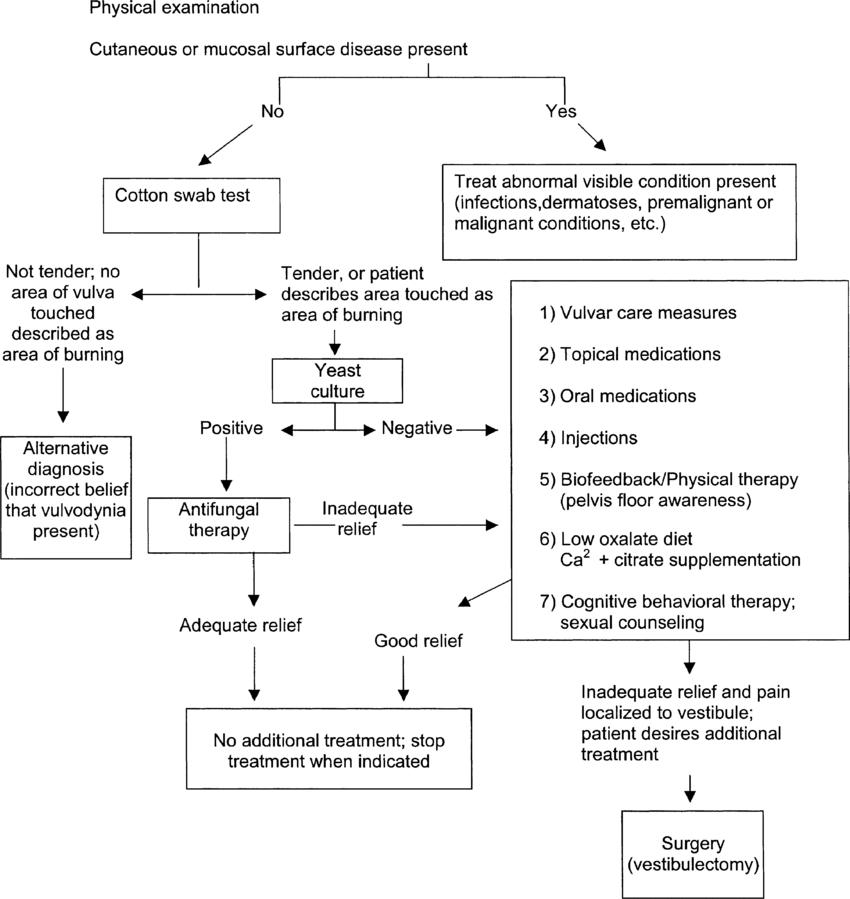 Physical examination
Cutaneous or mucosal surface disease present
No
Yes
Cotton swab test
Treat abnormal visible condition present
(infections,dermatoses, premalignant or
malignant conditions, etc.)
Not tender; no
area of vulva
touched
described as
area of burning
Tender, or patient
describes area touched as
area of burning
Yeast
culture
Positive
Negative
Alternative
diagnosis
(incorrect belief
that vulvodynia
present)
Antifungal
therapy
Inadequate
relief
1) Vulvar care measures
2) Topical medications
3) Oral medications
4) Injections
5) Biofeedback/Physical therapy
(pelvis floor awareness)
6) Low oxalate diet
Ca² + citrate supplementation
7) Cognitive behavioral therapy;
sexual counseling
Adequate relief
Good relief
No additional treatment; stop
treatment when indicated
Inadequate relief and pain
localized to vestibule;
patient desires additional
treatment
Surgery
(vestibulectomy)